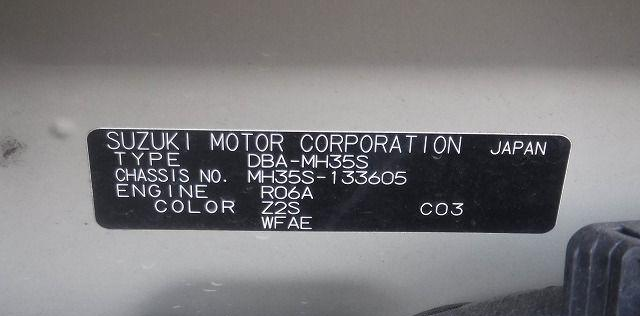 SUZUKI MOTOR CORPORATION JAPAN
TYPE DBA-MH35S
CHASSIS NO. MH35S-133605
ENGINE R06A
COLOR Z2S C03
WFAE